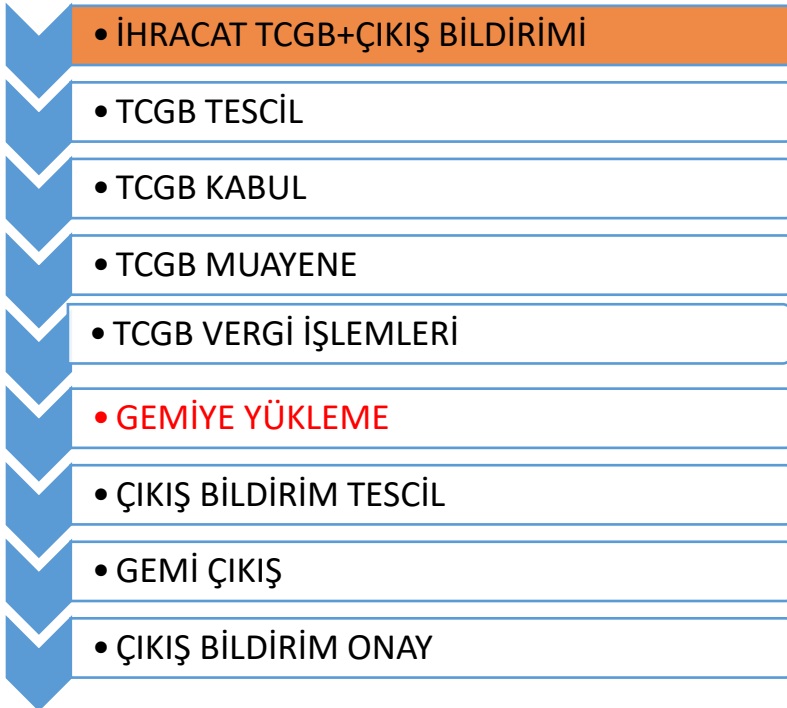 • İHRACAT TCGB+ÇIKIŞ BİLDİRİMİ
• TCGB TESCİL
• TCGB KABUL
• TCGB MUAYENE
• TCGB VERGİ İŞLEMLERİ
• GEMİYE YÜKLEME
• ÇIKIŞ BİLDİRİM TESCİL
• GEMİ ÇIKIŞ
• ÇIKIŞ BİLDİRİM ONAY